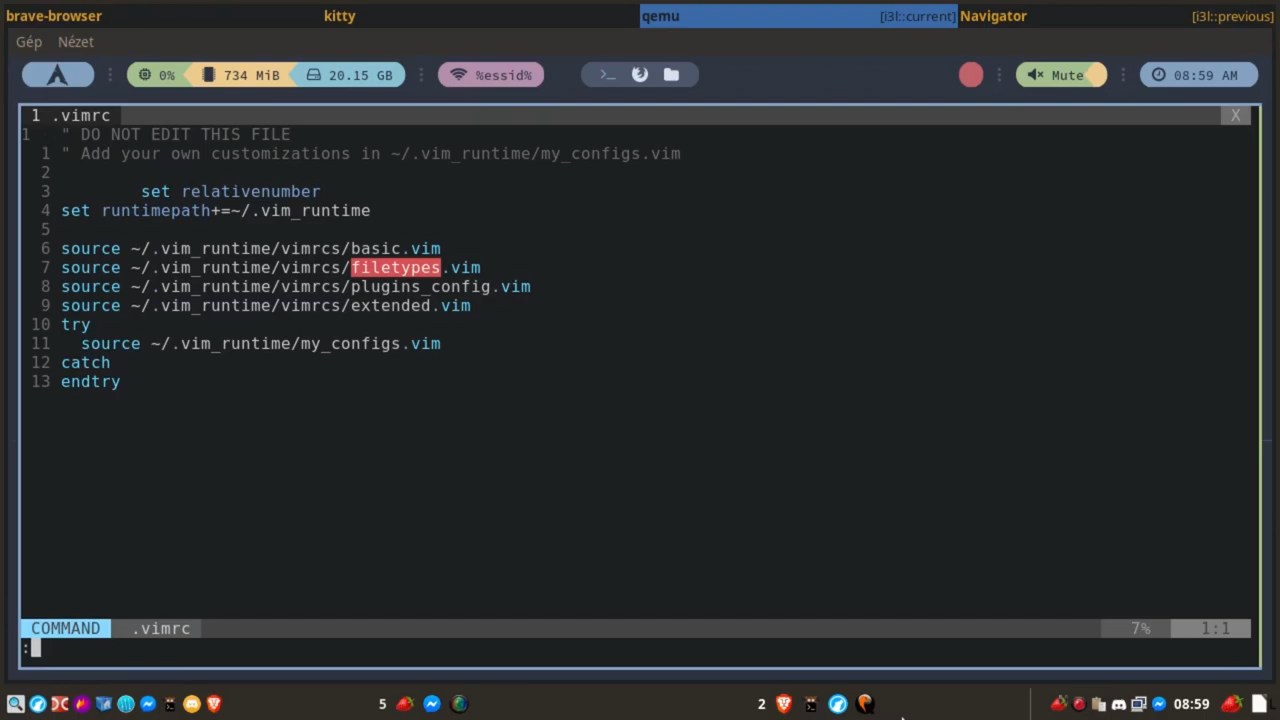 brave-browser kitty qemu [i3l::current] Navigator [i3l::previous]
Gép Nézet
0% 734 MiB 20.15 GB %essid% >_ Mute 08:59 AM
1 .vimrc X
1 " DO NOT EDIT THIS FILE
1 " Add your own customizations in ~/.vim_runtime/my_configs.vim
2
3 set relativenumber
4 set runtimepath+=~/.vim_runtime
5
6 source ~/.vim_runtime/vimrcs/basic.vim
7 source ~/.vim_runtime/vimrcs/filetypes.vim
8 source ~/.vim_runtime/vimrcs/plugins_config.vim
9 source ~/.vim_runtime/vimrcs/extended.vim
10 try
11 source ~/.vim_runtime/my_configs.vim
12 catch
13 endtry
COMMAND .vimrc 7% 1:1
:
5 2 08:59